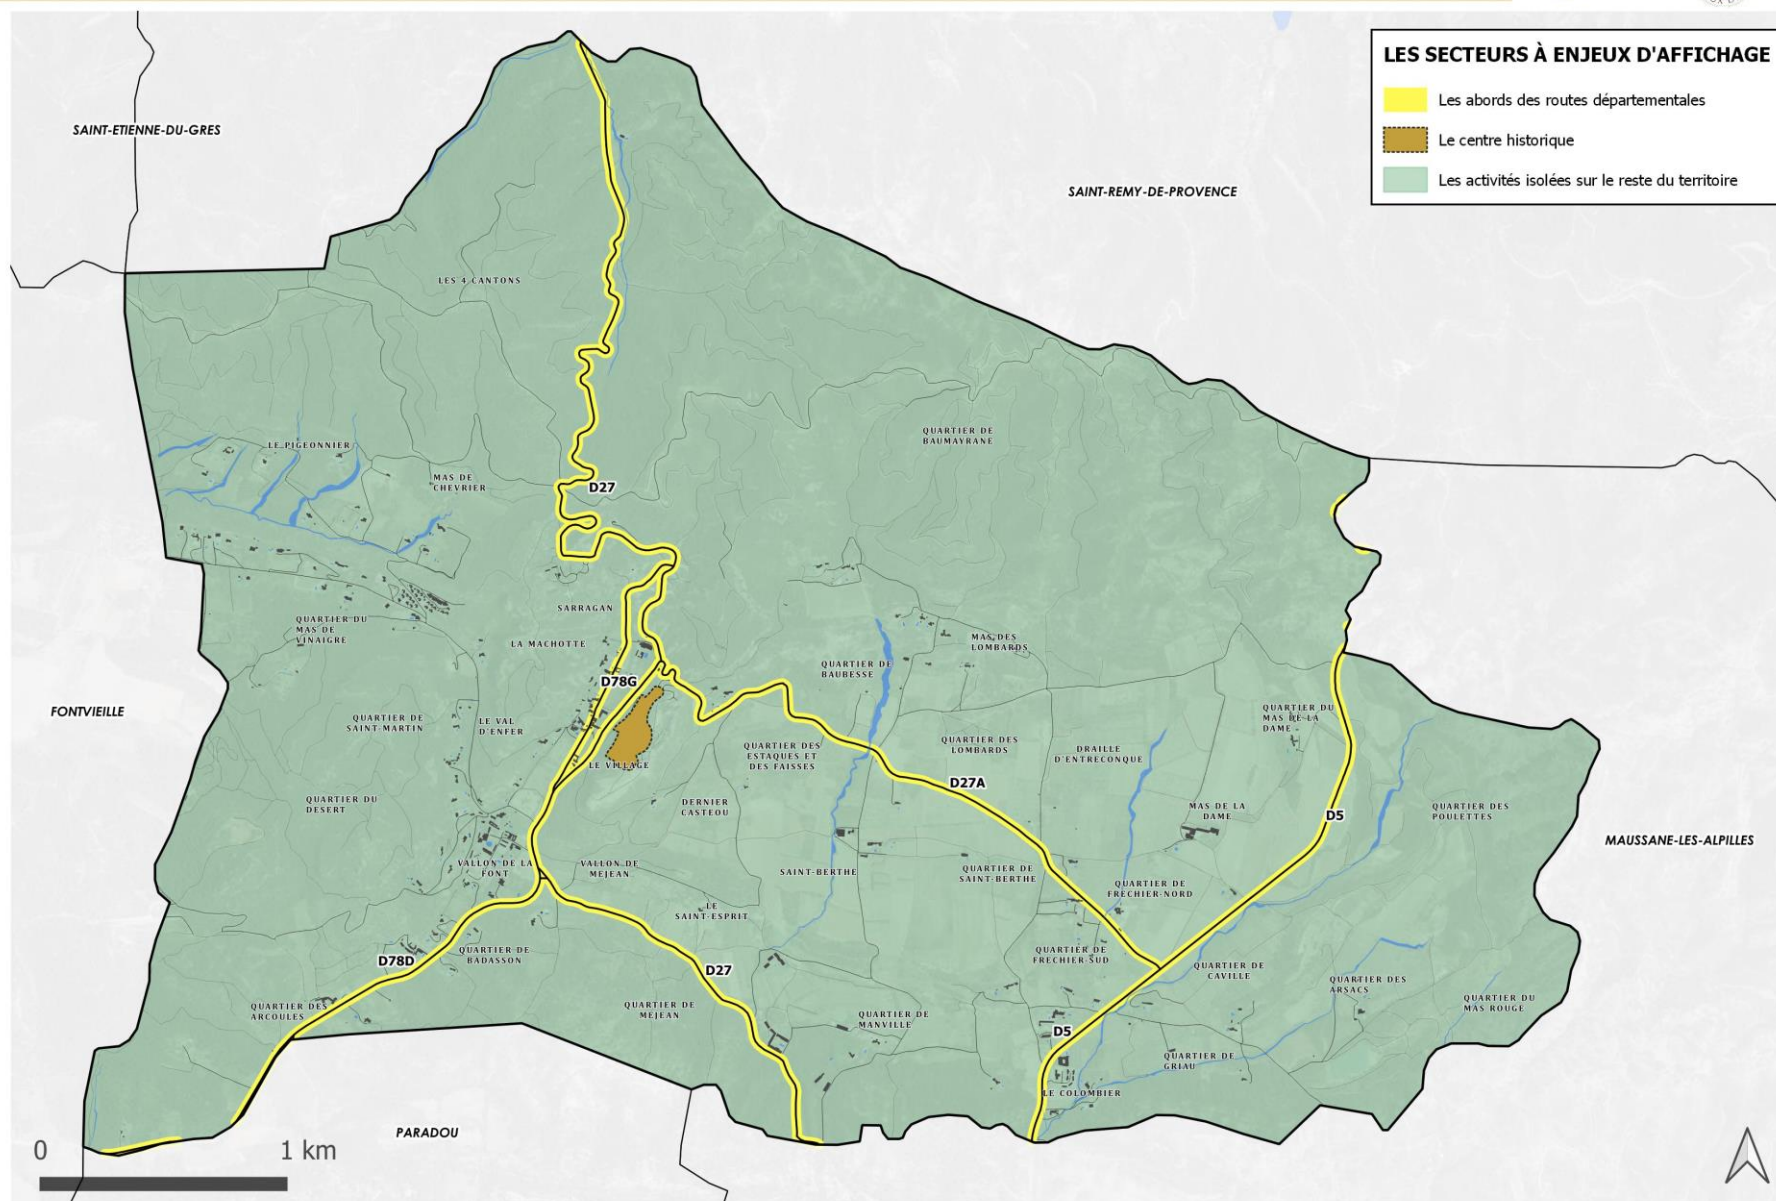 LES SECTEURS À ENJEUX D'AFFICHAGE
Les abords des routes départementales
Le centre historique
Les activités isolées sur le reste du territoire
SAINT-ETIENNE-DU-GRES
SAINT-REMY-DE-PROVENCE
LES 4 CANTONS
QUARTIER DE
BAUMAYRANE
LE PIGEONNIER
MAS DE
CHEVRIER
D27
SARRAGAN
QUARTIER DU
MAS DE
VINAIGRE
LA MACHOTTE
MAS DES
LOMBARDS
QUARTIER DE
BAUBESSE
D78G
FONTVIEILLE
QUARTIER DE
SAINT-MARTIN
LE VAL
D'ENFER
QUARTIER DU
MAS DE LA
DAME
QUARTIER DES
ESTAQUES ET
DES FAISSES
QUARTIER DES
LOMBARDS
DRAILLE
D'ENTRECONQUE
LE VILLAGE
D27A
QUARTIER DU
DESERT
DERNIER
CASTEOU
MAS DE LA
DAME
D5
QUARTIER DES
POULETTES
MAUSSANE-LES-ALPILLES
VALLON DE LA
FONT
VALLON DE
MEJEAN
SAINT-BERTHE
QUARTIER DE
SAINT-BERTHE
QUARTIER DE
FRECHIER-NORD
LE
SAINT-ESPRIT
D78D
QUARTIER DE
BADASSON
D27
QUARTIER DE
FRECHIER-SUD
QUARTIER DE
CAVILLE
QUARTIER DES
ARSACS
QUARTIER DU
MAS ROUGE
QUARTIER DES
ARCOULES
QUARTIER DE
MEJEAN
QUARTIER DE
MANVILLE
D5
QUARTIER DE
GRIAU
LE COLOMBIER
PARADOU
0 1 km